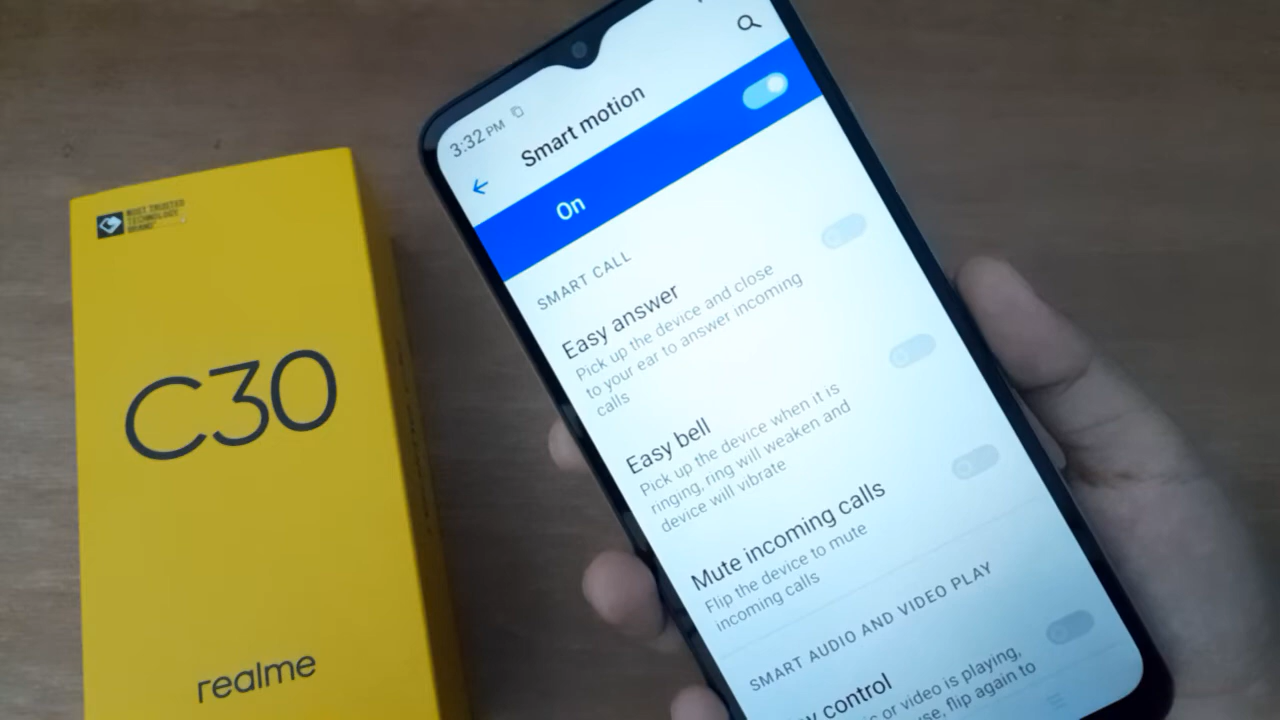 MOST TRUSTED
TECHNOLOGY
BRAND
C30
realme
3:32 PM
Smart motion
On
SMART CALL
Easy answer
Pick up the device and close
to your ear to answer incoming
calls
Easy bell
Pick up the device when it is
ringing, ring will weaken and
device will vibrate
Mute incoming calls
Flip the device to mute
incoming calls
SMART AUDIO AND VIDEO PLAY
control
or video is playing,
flip again to